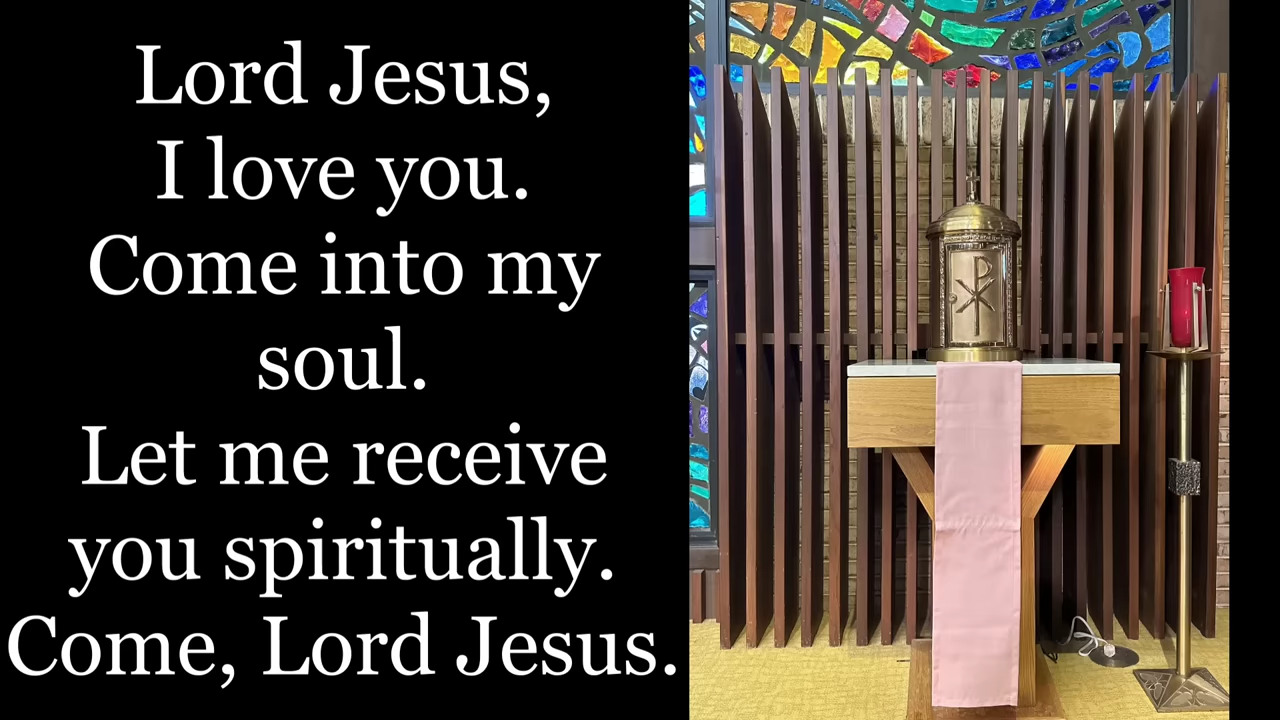 Lord Jesus,
I love you.
Come into my
soul.
Let me receive
you spiritually.
Come, Lord Jesus.